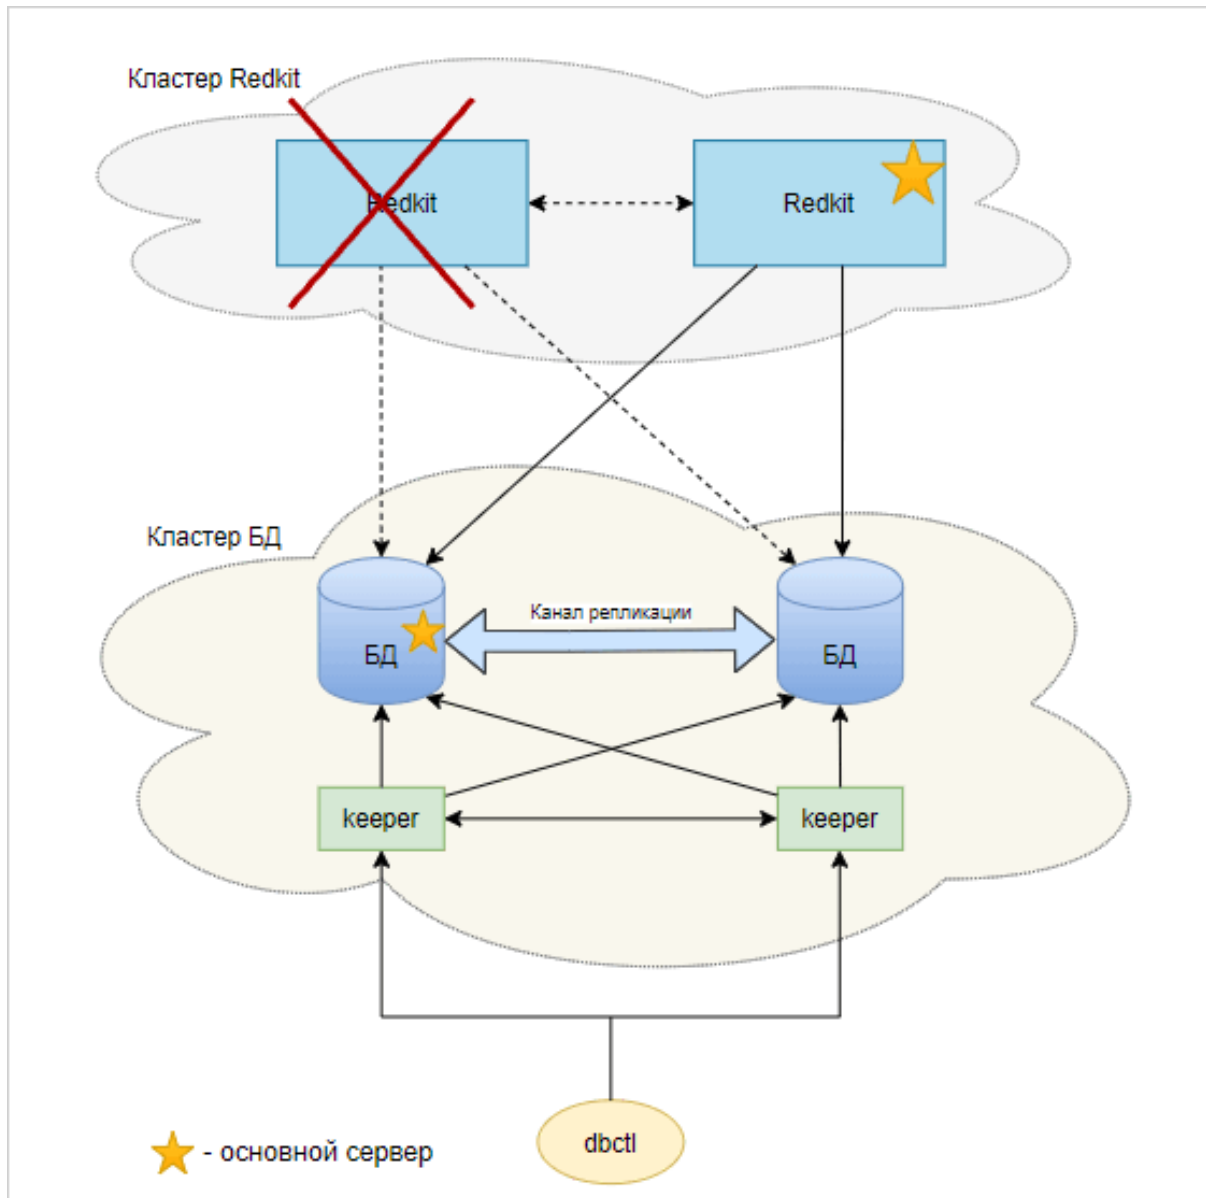 Кластер Redkit
Redkit
Redkit
Кластер БД
Канал репликации
БД
БД
keeper
keeper
dbctl
- основной сервер